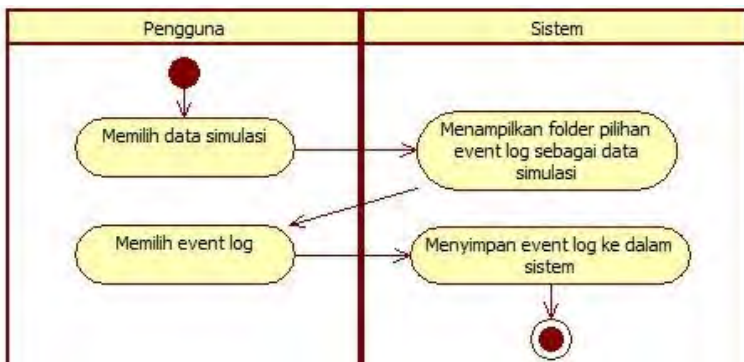 Pengguna
Sistem
Memilih data simulasi
Menampilkan folder pilihan
event log sebagai data
simulasi
Memilih event log
Menyimpan event log ke dalam
sistem